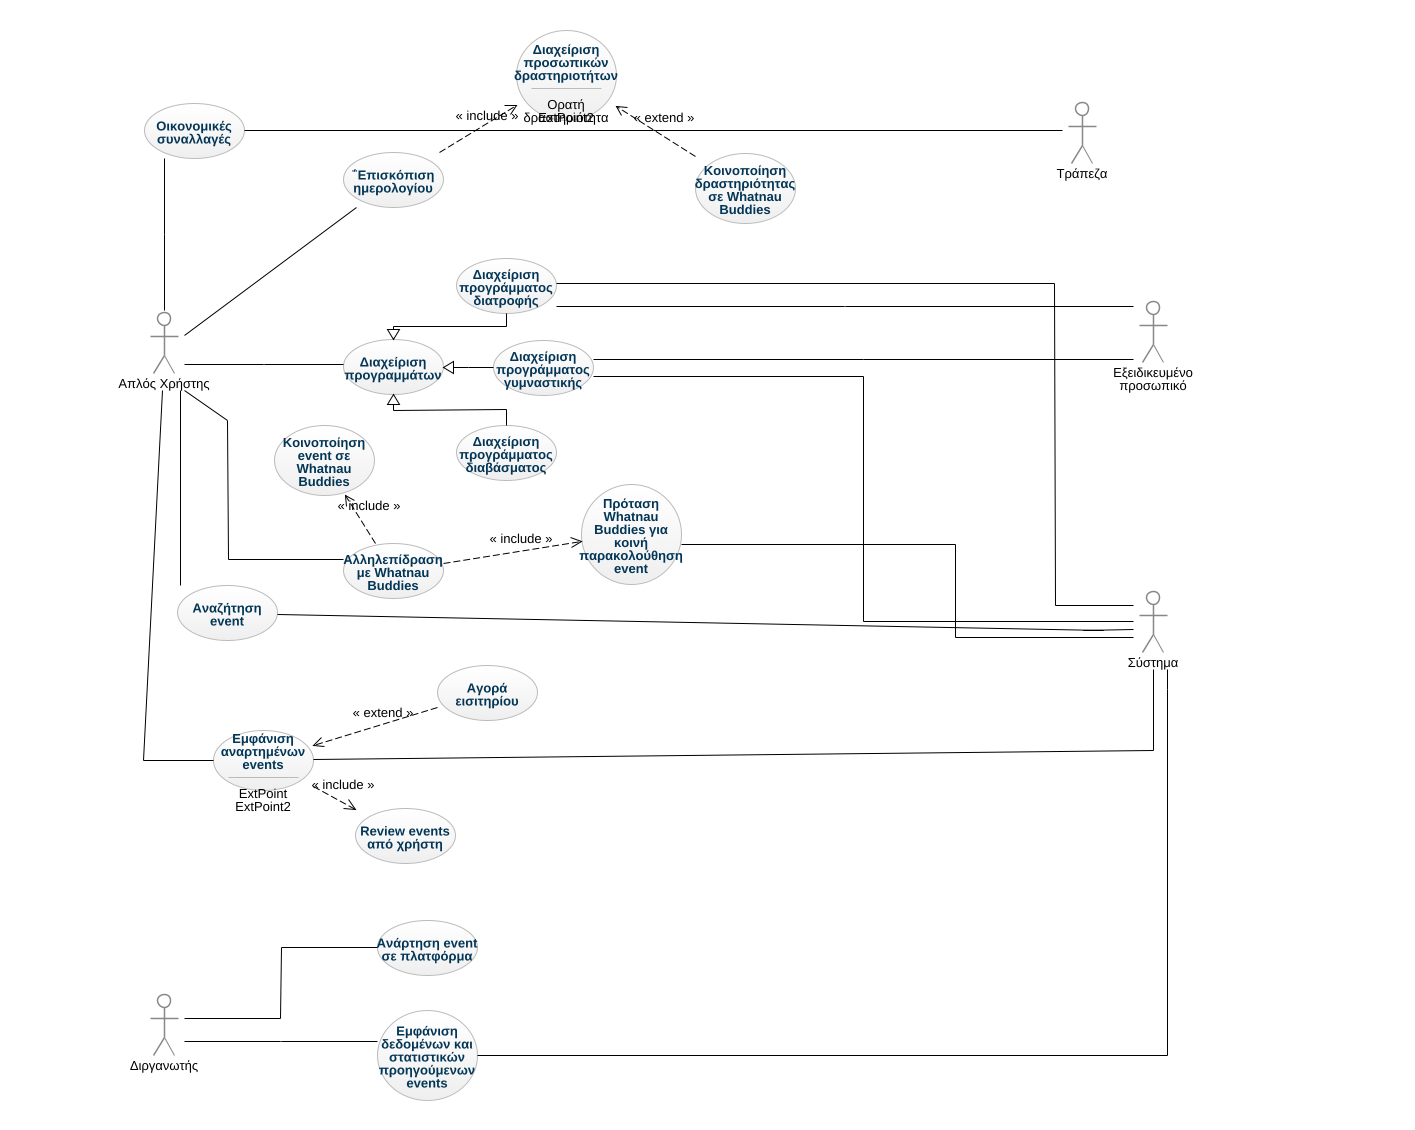 Διαχείριση
προσωπικών
δραστηριοτήτων
Ορατή
δραστηριότητα
ExtPoint2
« include »
« extend »
Οικονομικές
συναλλαγές
Τράπεζα
Ἐπισκόπιση
ημερολογίου
Κοινοποίηση
δραστηριότητας
σε Whatnau
Buddies
Διαχείριση
προγράμματος
διατροφής
Απλός Χρήστης
Διαχείριση
προγραμμάτων
Διαχείριση
προγράμματος
γυμναστικής
Εξειδικευμένο
προσωπικό
Διαχείριση
προγράμματος
διαβάσματος
Κοινοποίηση
event σε
Whatnau
Buddies
« include »
« include »
Πρόταση
Whatnau
Buddies για
κοινή
παρακολούθηση
event
Αλληλεπίδραση
με Whatnau
Buddies
Αναζήτηση
event
Σύστημα
Αγορά
εισιτηρίου
« extend »
Εμφάνιση
αναρτημένων
events
ExtPoint
ExtPoint2
« include »
Review events
από χρήστη
Ανάρτηση event
σε πλατφόρμα
Διργανωτής
Εμφάνιση
δεδομένων και
στατιστικών
προηγούμενων
events